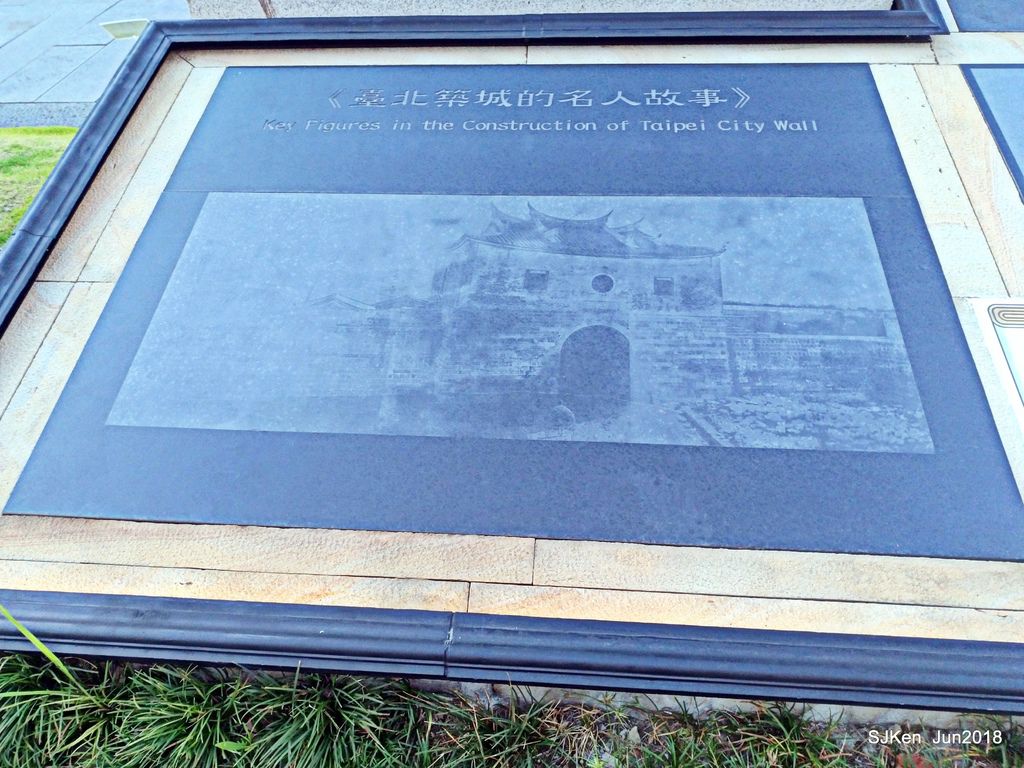 《臺北築城的名人故事》
Key Figures in the Construction of Taipei City Wall
SJKen Jun2018